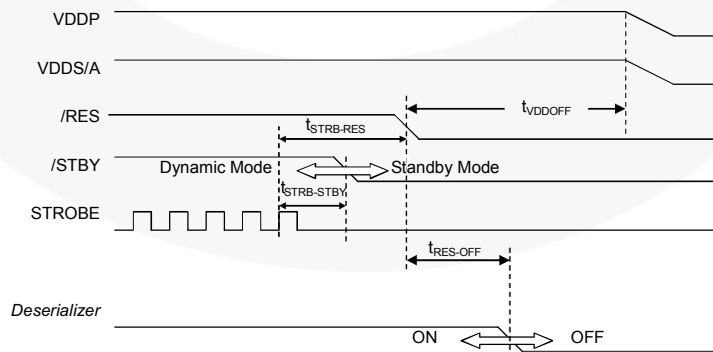 VDDP
VDDS/A
/RES
tVDDOFF
tSTRB-RES
/STBY
Dynamic Mode
Standby Mode
tSTRB-STBY
STROBE
tRES-OFF
Deserializer
ON
OFF